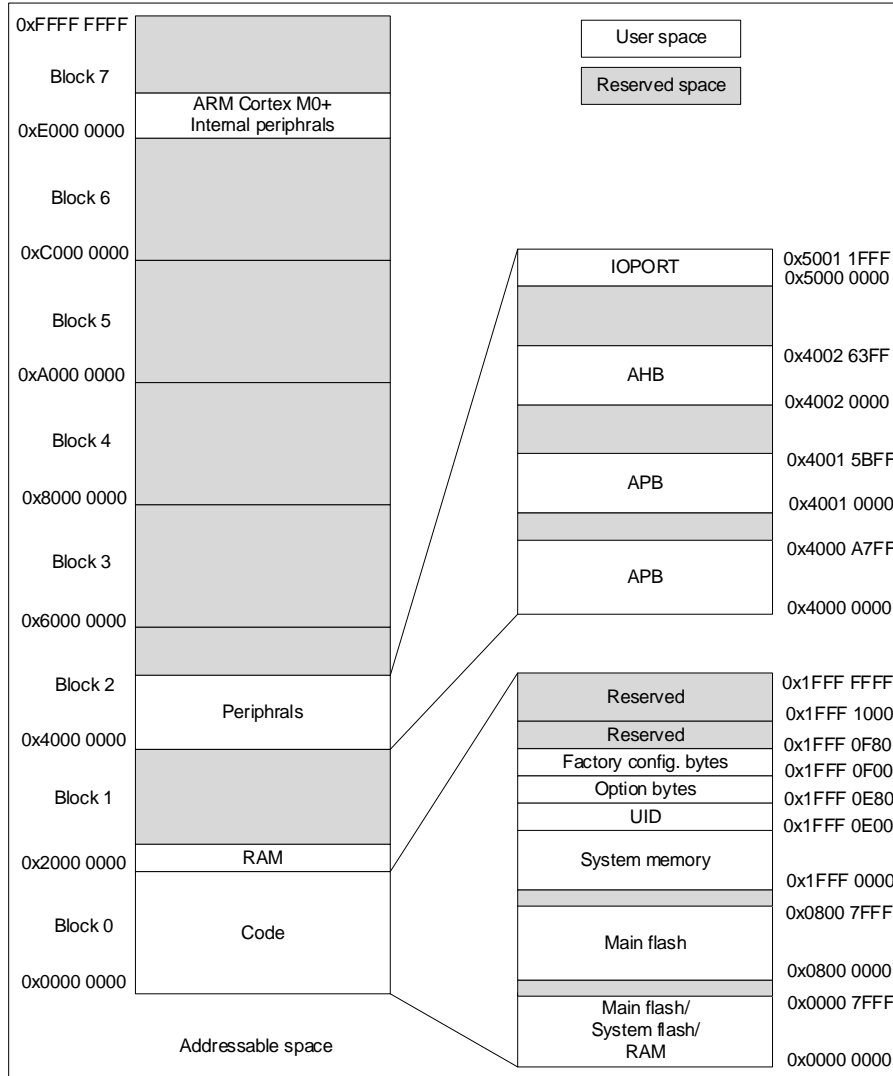 0xFFFF FFFF
Block 7
ARM Cortex M0+
Internal periphrals
0xE000 0000
Block 6
0xC000 0000
Block 5
0xA000 0000
Block 4
0x8000 0000
Block 3
0x6000 0000
Block 2
Periphrals
0x4000 0000
Block 1
RAM
0x2000 0000
Block 0
Code
0x0000 0000
Addressable space
User space
Reserved space
IOPORT
0x5001 1FFF
0x5000 0000
AHB
0x4002 63FF
0x4002 0000
APB
0x4001 5BFF
0x4001 0000
APB
0x4000 A7FF
0x4000 0000
Reserved
0x1FFF FFFF
0x1FFF 1000
Reserved
0x1FFF 0F80
Factory config. bytes
0x1FFF 0F00
Option bytes
0x1FFF 0E80
UID
0x1FFF 0E00
System memory
0x1FFF 0000
0x0800 7FFF
Main flash
0x0800 0000
0x0000 7FFF
Main flash/
System flash/
RAM
0x0000 0000